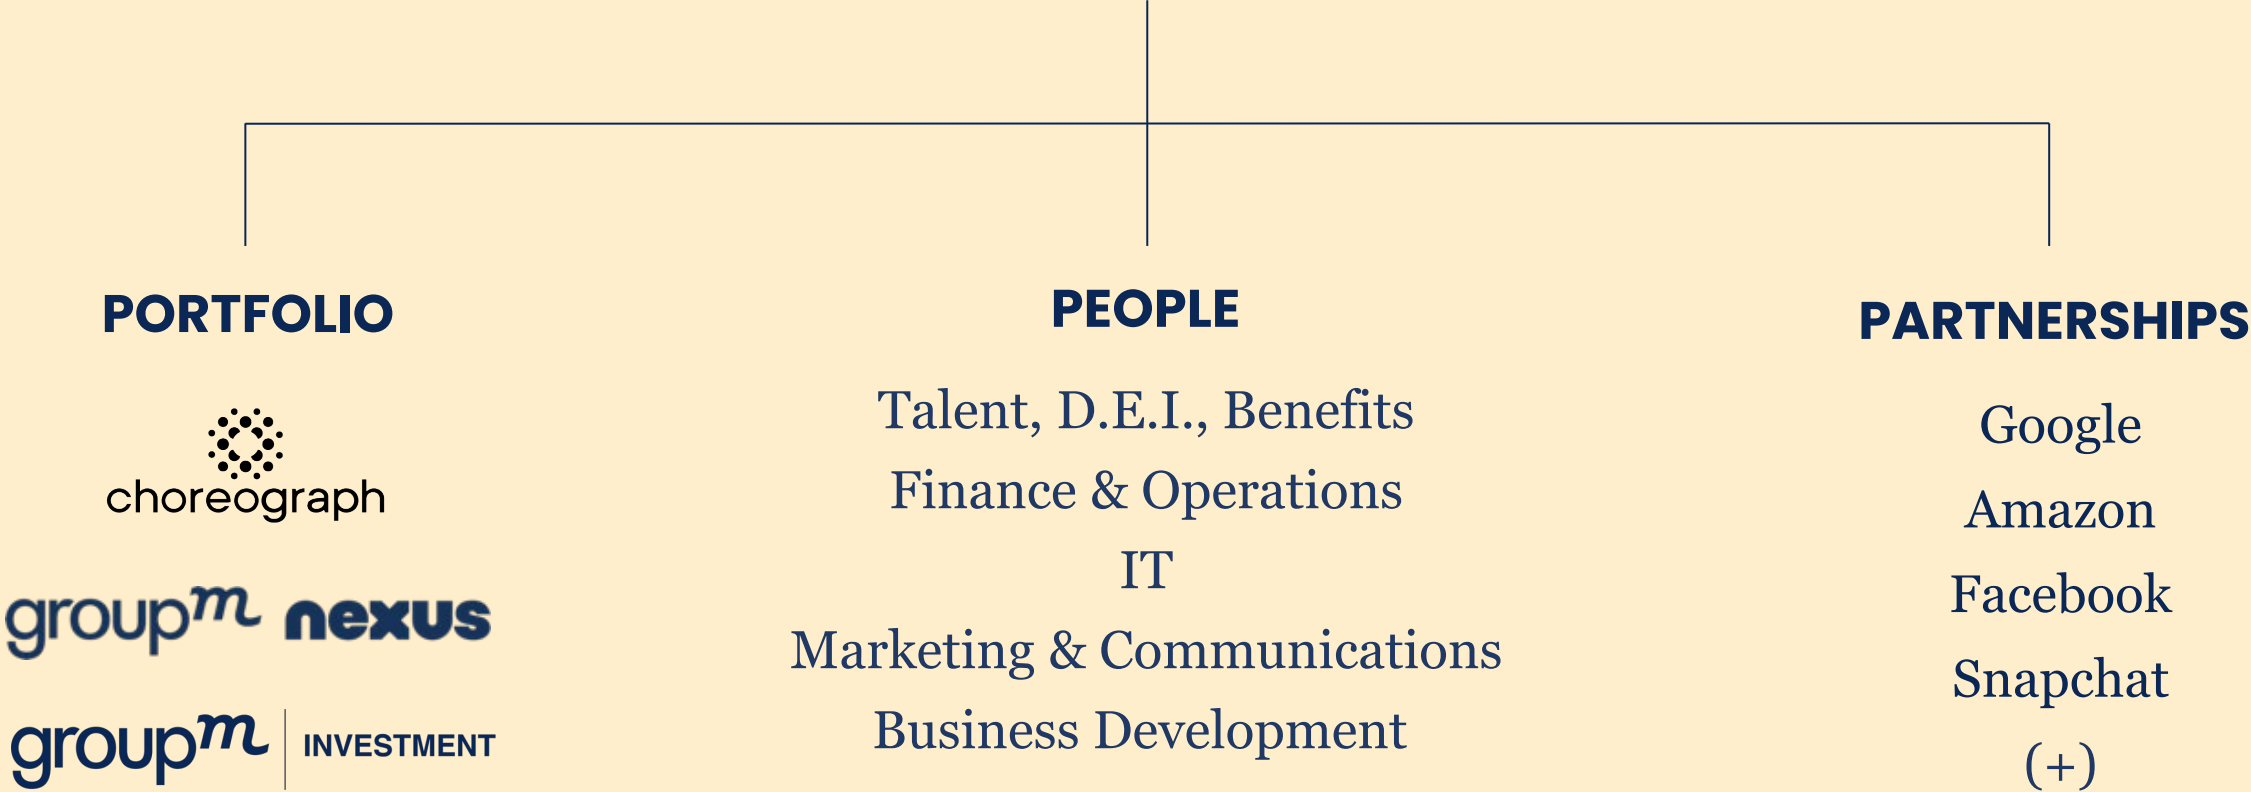 PORTFOLIO
choreograph
groupm nexus
groupm | INVESTMENT
PEOPLE
Talent, D.E.I., Benefits
Finance & Operations
IT
Marketing & Communications
Business Development
PARTNERSHIPS
Google
Amazon
Facebook
Snapchat
(+)